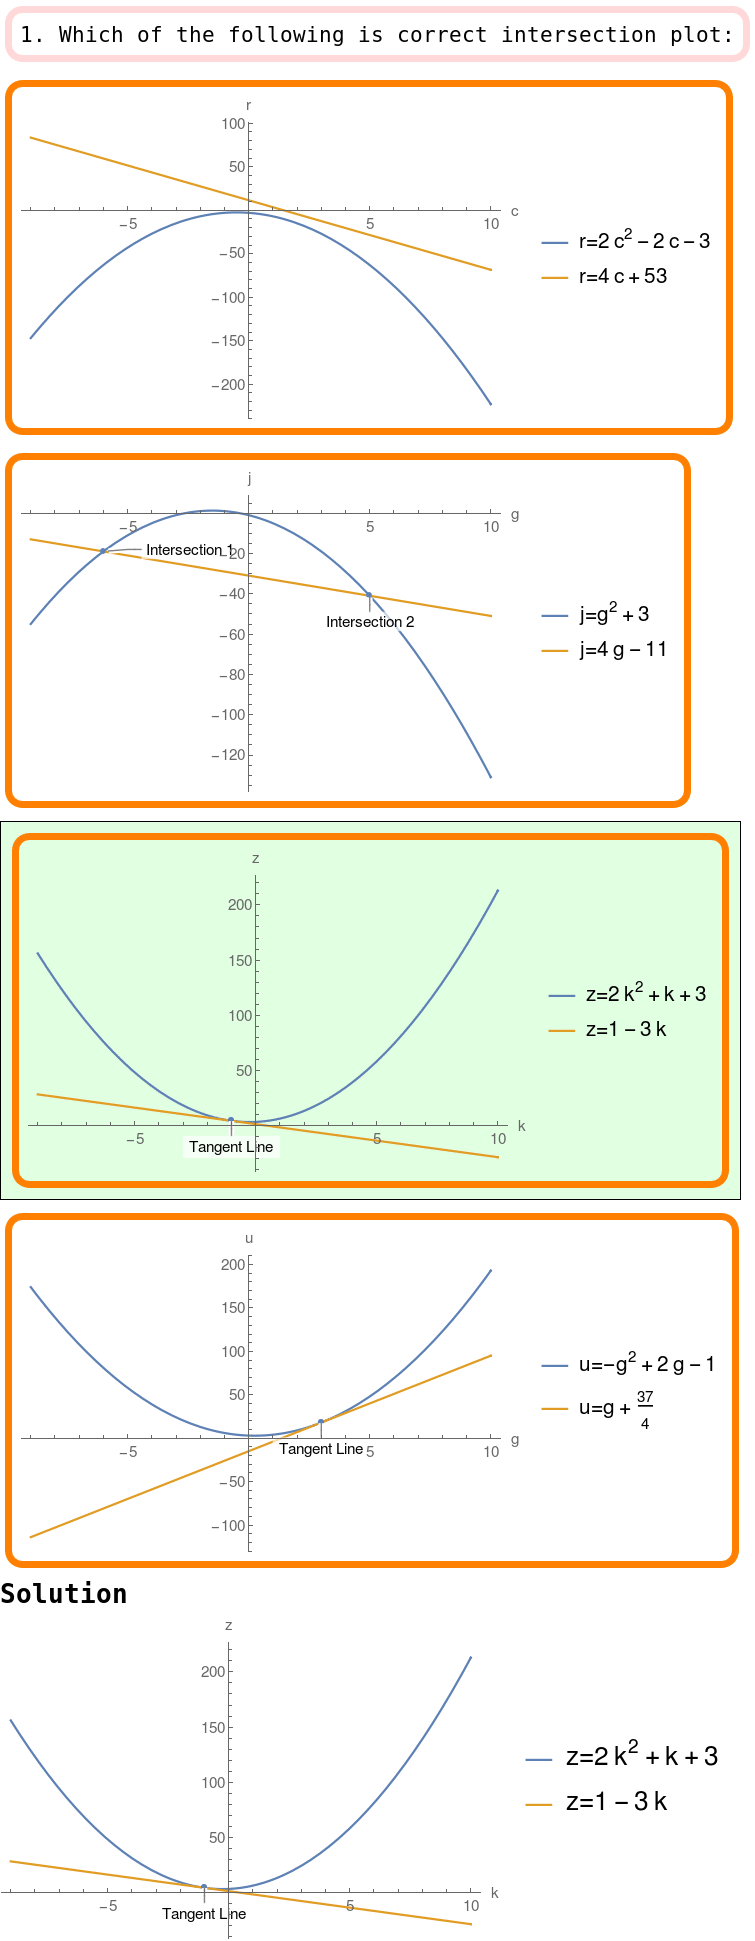 1. Which of the following is correct intersection plot:
r
100
50
−5 5 10 c
−50
−100
−150
−200
r=2 c² − 2 c − 3
r=4 c + 53
j
−5 5 10 g
Intersection 1
−20
−40
Intersection 2
−60
−80
−100
−120
j=g² + 3
j=4 g − 11
z
200
150
100
50
−5 5 10 k
Tangent Line
z=2 k² + k + 3
z=1 − 3 k
u
200
150
100
50
−5 5 10 g
Tangent Line
−50
−100
u=−g² + 2 g − 1
u=g + 37/4
Solution
z
200
150
100
50
−5 5 10 k
Tangent Line
z=2 k² + k + 3
z=1 − 3 k